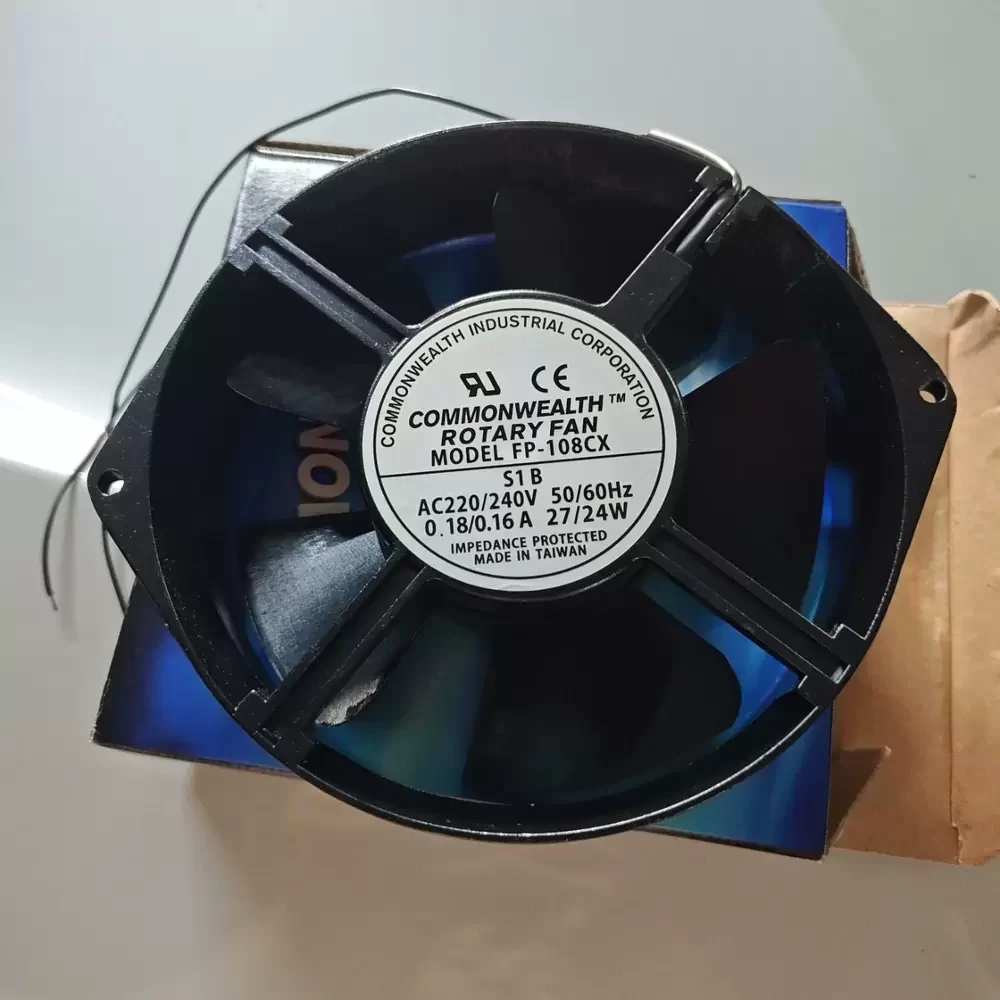 COMMONWEALTH INDUSTRIAL CORPORATION
CE
COMMONWEALTH™
ROTARY FAN
MODEL FP-108CX
S1B
AC220/240V 50/60Hz
0.18/0.16A 27/24W
IMPEDANCE PROTECTED
MADE IN TAIWAN